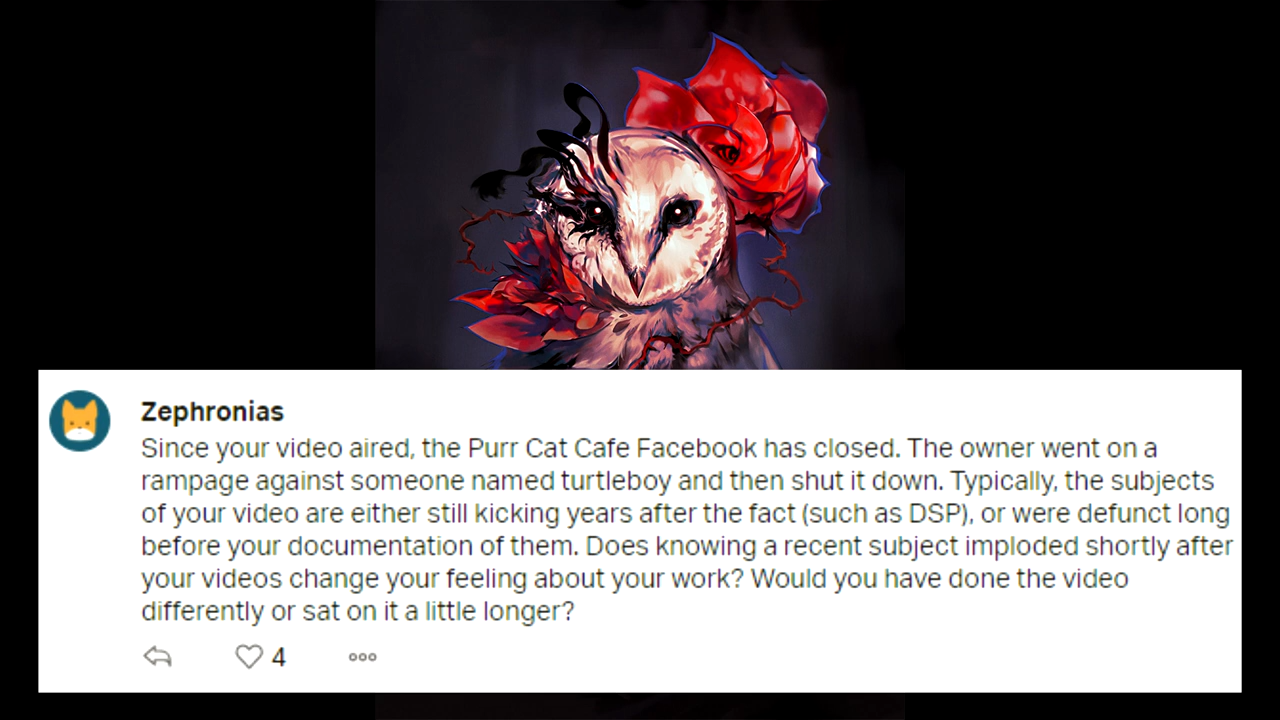 Zephronias
Since your video aired, the Purr Cat Cafe Facebook has closed. The owner went on a
rampage against someone named turtleboy and then shut it down. Typically, the subjects
of your video are either still kicking years after the fact (such as DSP), or were defunct long
before your documentation of them. Does knowing a recent subject imploded shortly after
your videos change your feeling about your work? Would you have done the video
differently or sat on it a little longer?
4